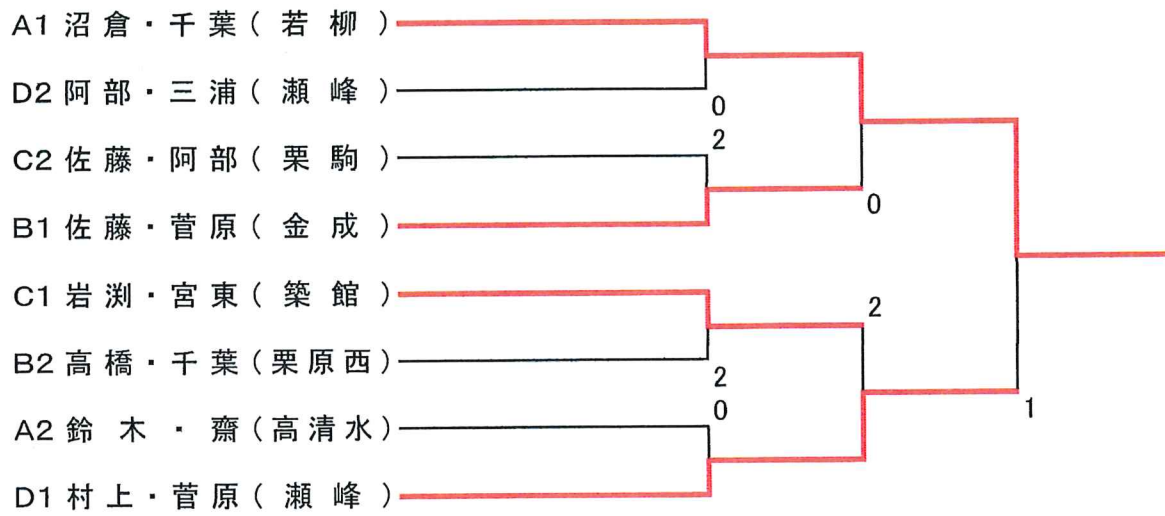 A1 沼倉・千葉(若柳)
D2 阿部・三浦(瀬峰)
0
2
C2 佐藤・阿部(栗駒)
0
B1 佐藤・菅原(金成)
C1 岩渕・宮東(築館)
2
B2 高橋・千葉(栗原西)
2
0
1
A2 鈴木・齋(高清水)
D1 村上・菅原(瀬峰)